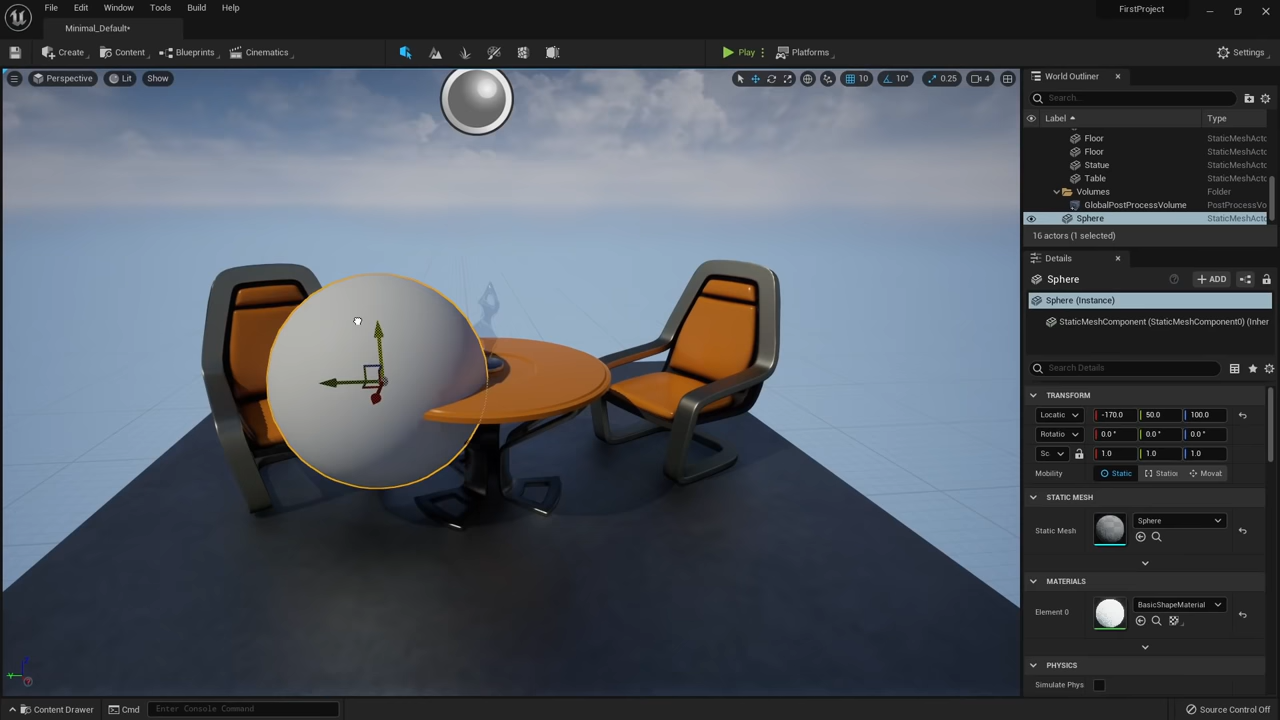 File Edit Window Tools Build Help
FirstProject
Minimal_Default*
Create Content Blueprints Cinematics Play Platforms Settings
Perspective Lit Show 10 10° 0.25 4
World Outliner
Search...
Label Type
Floor StaticMeshActo
Floor StaticMeshActo
Statue StaticMeshActo
Table StaticMeshActo
Volumes Folder
GlobalPostProcessVolume PostProcessVo
Sphere StaticMeshActo
16 actors (1 selected)
Details
Sphere + ADD
Sphere (Instance)
StaticMeshComponent (StaticMeshComponent0) (Inher
Search Details
TRANSFORM
Locatic -170.0 50.0 100.0
Rotatio 0.0 ° 0.0 ° 0.0 °
Sc 1.0 1.0 1.0
Mobility Static Statioı Movat
STATIC MESH
Static Mesh Sphere
MATERIALS
Element 0 BasicShapeMaterial
PHYSICS
Simulate Phys
Content Drawer Cmd Enter Console Command Source Control Off